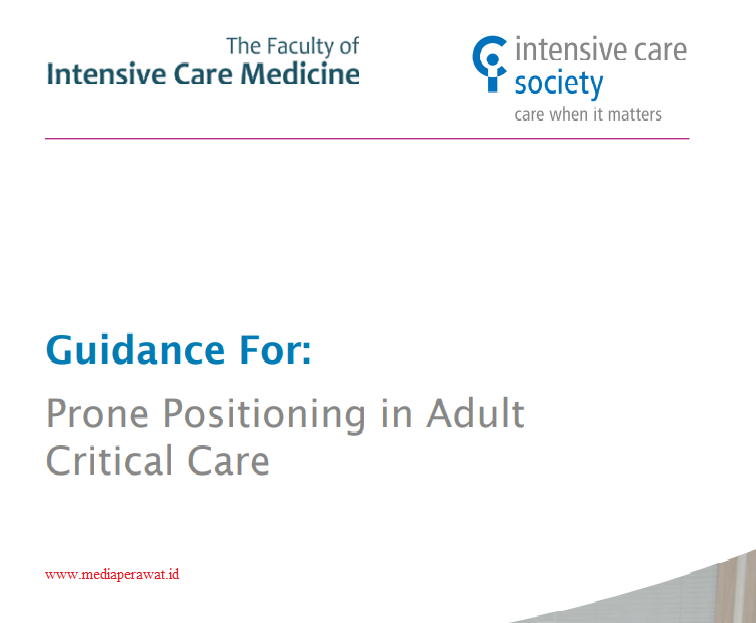 The Faculty of
Intensive Care Medicine
intensive care
society
care when it matters
Guidance For:
Prone Positioning in Adult
Critical Care
www.mediaperawat.id